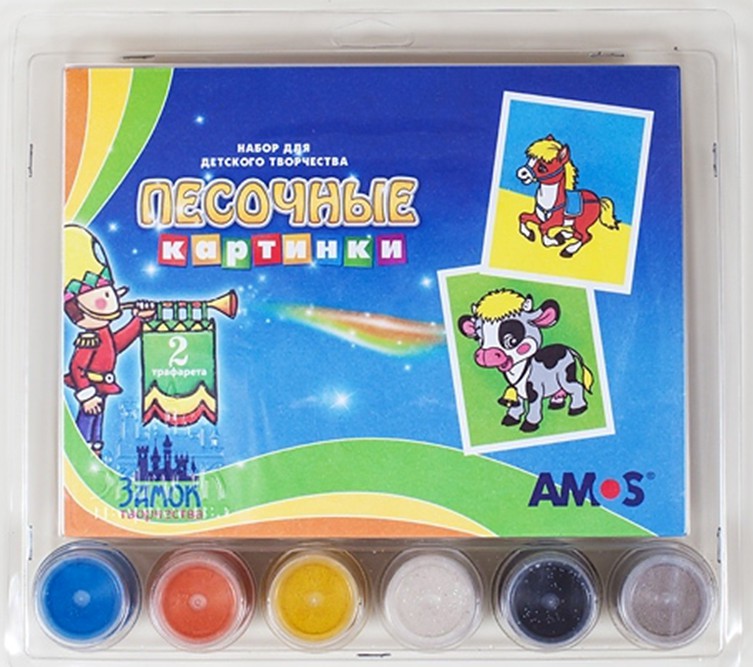 НАБОР ДЛЯ
ДЕТСКОГО ТВОРЧЕСТВА
ПЕСОЧНЫЕ
картинки
2
трафарета
ЗАМОК
творчества
AMOS®